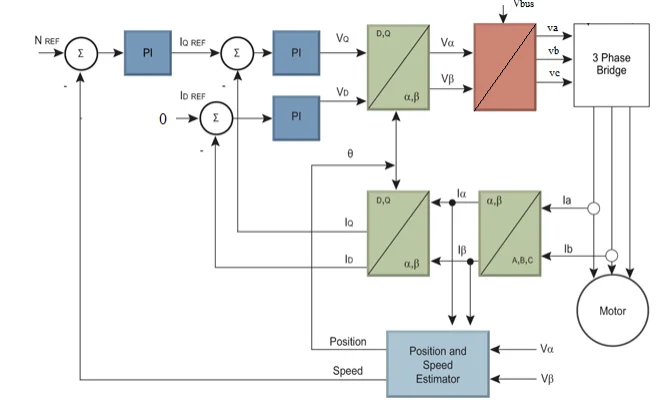 Vbus
N REF
Σ
PI
IQ REF
Σ
PI
VQ
D,Q
α,β
Vα
Vβ
va
vb
vc
3 Phase
Bridge
-
ID REF
0
Σ
PI
VD
-
-
θ
D,Q
α,β
Iα
Iβ
α,β
A,B,C
Ia
Ib
IQ
ID
Motor
Position
Speed
Position and
Speed
Estimator
Vα
Vβ